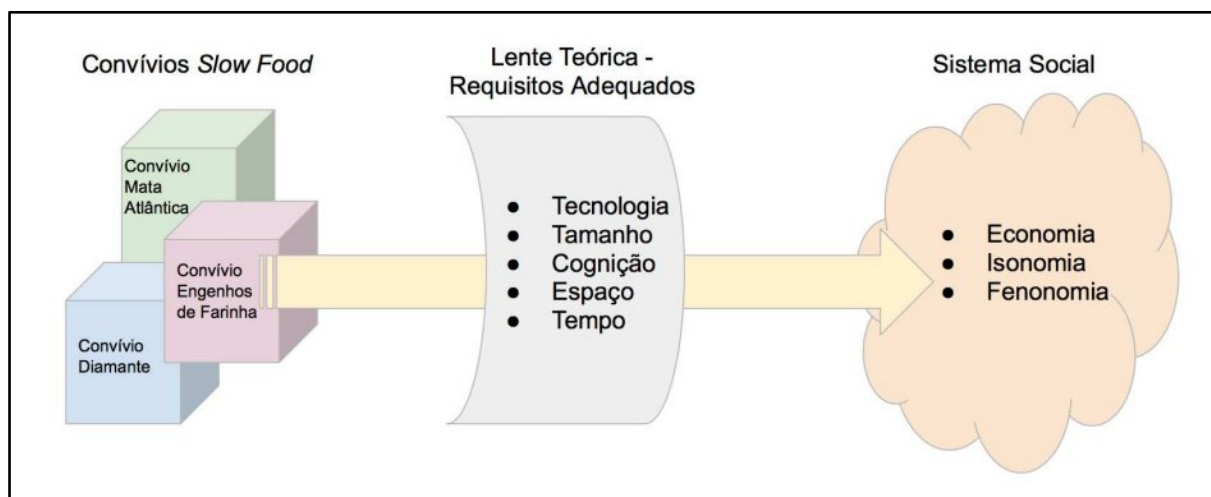 Convívios Slow Food
Convívio
Mata
Atlântica
Convívio
Engenhos
de Farinha
Convívio
Diamante
Lente Teórica -
Requisitos Adequados
● Tecnologia
● Tamanho
● Cognição
● Espaço
● Tempo
Sistema Social
● Economia
● Isonomia
● Fenonomia